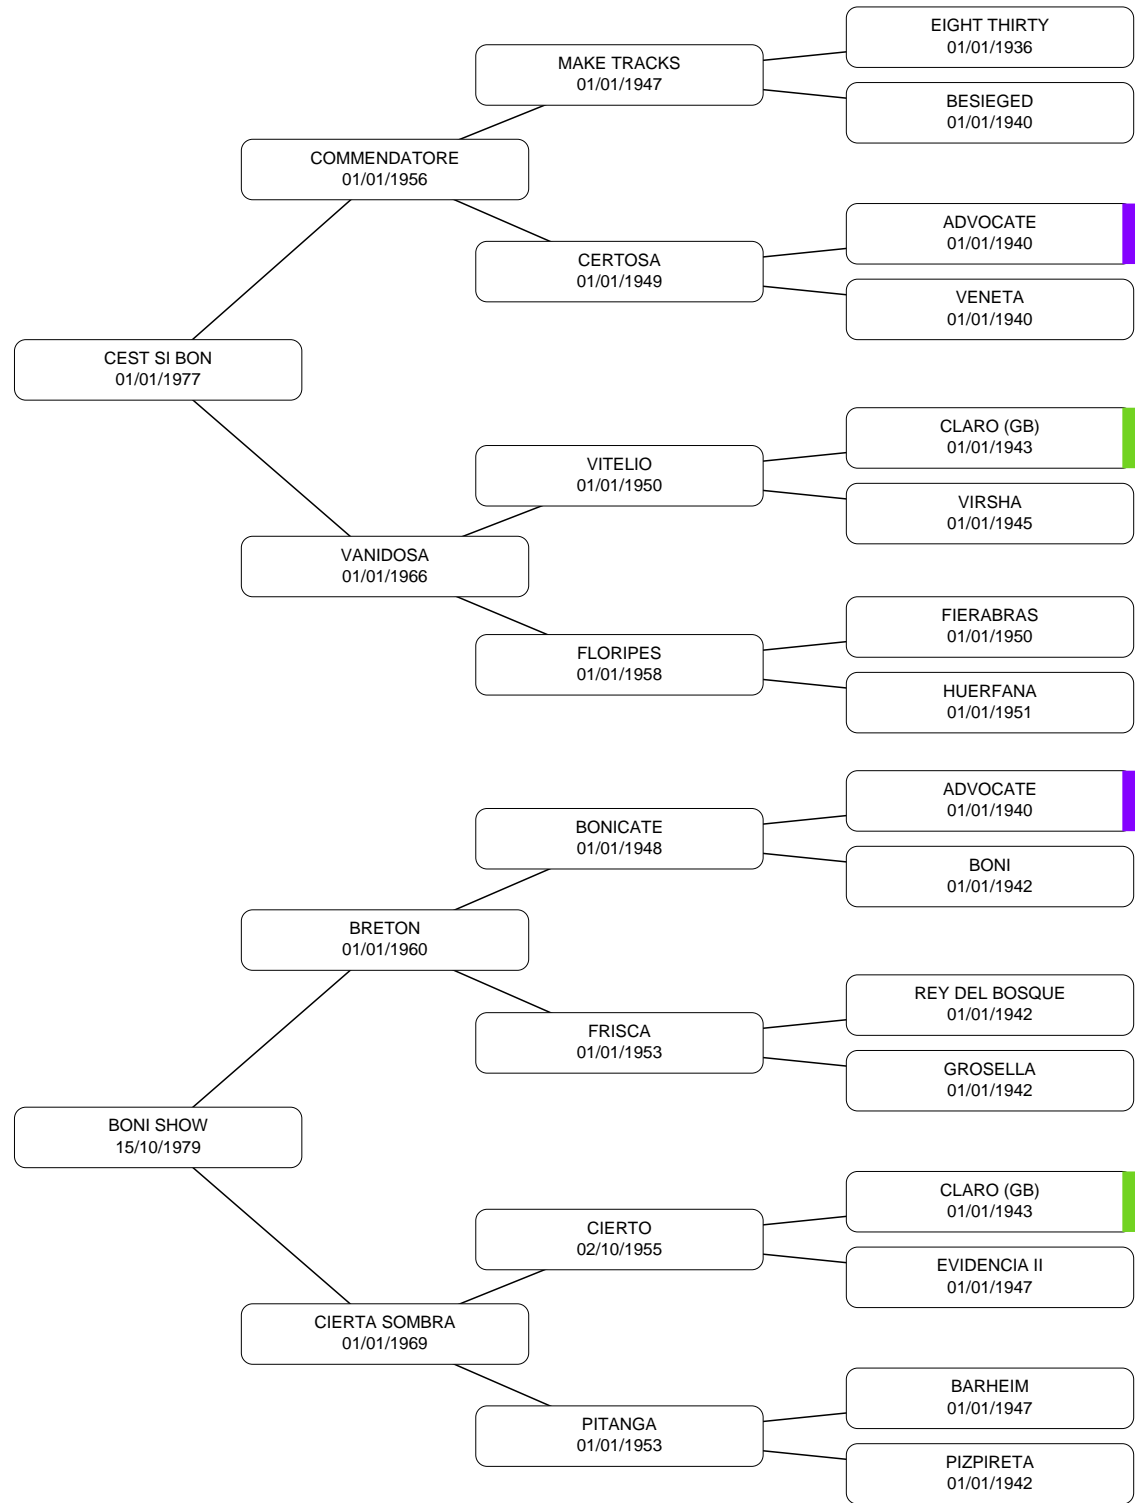 EIGHT THIRTY
01/01/1936
MAKE TRACKS
01/01/1947
BESIEGED
01/01/1940
COMMENDATORE
01/01/1956
ADVOCATE
01/01/1940
CERTOSA
01/01/1949
VENETA
01/01/1940
CEST SI BON
01/01/1977
CLARO (GB)
01/01/1943
VITELIO
01/01/1950
VIRSHA
01/01/1945
VANIDOSA
01/01/1966
FIERABRAS
01/01/1950
FLORIPES
01/01/1958
HUERFANA
01/01/1951
ADVOCATE
01/01/1940
BONICATE
01/01/1948
BONI
01/01/1942
BRETON
01/01/1960
REY DEL BOSQUE
01/01/1942
FRISCA
01/01/1953
GROSELLA
01/01/1942
BONI SHOW
15/10/1979
CLARO (GB)
01/01/1943
CIERTO
02/10/1955
EVIDENCIA II
01/01/1947
CIERTA SOMBRA
01/01/1969
BARHEIM
01/01/1947
PITANGA
01/01/1953
PIZPIRETA
01/01/1942